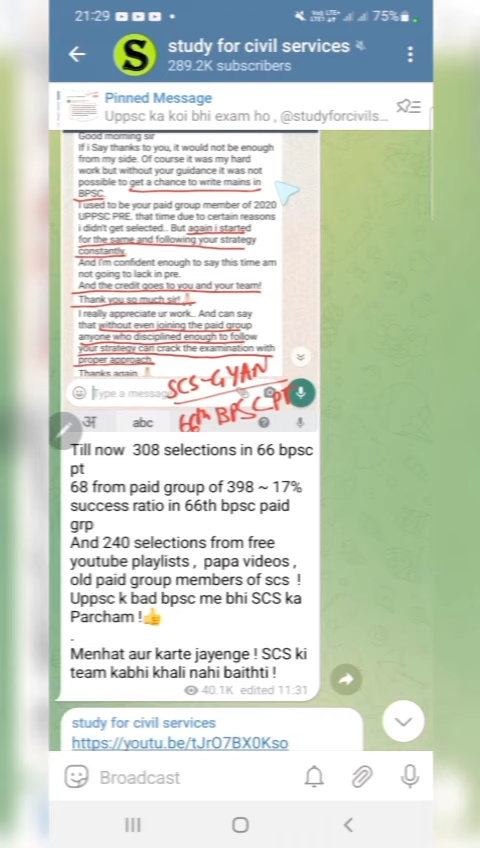 21:29
75%
study for civil services
289.2K subscribers
Pinned Message
Uppsc ka koi bhi exam ho , @studyforcivils...
Good morning sir
If i Say thanks to you, it would not be enough
from my side. Of course it was my hard
work but without your guidance it was not
possible to get a chance to write mains in
BPSC.
I used to be your paid group member of 2020
UPPSC PRE. that time due to certain reasons
i didn't get selected.. But again i started
for the same and following your strategy
constantly.
And I'm confident enough to say this time am
not going to lack in pre.
And the credit goes to you and your team!
Thank you so much sir!
I really appreciate ur work.. And can say
that without even joining the paid group
anyone who disciplined enough to follow
your strategy can crack the examination with
proper approach.
Thanks again
Type a message
SCS-GYAN
66th BPSC PT
अ abc
Till now 308 selections in 66 bpsc
pt
68 from paid group of 398 ~ 17%
success ratio in 66th bpsc paid
grp
And 240 selections from free
youtube playlists , papa videos ,
old paid group members of scs !
Uppsc k bad bpsc me bhi SCS ka
Parcham !👍
.
Menhat aur karte jayenge ! SCS ki
team kabhi khali nahi baithti !
40.1K edited 11:31
study for civil services
https://youtu.be/tJrO7BX0Kso
Broadcast